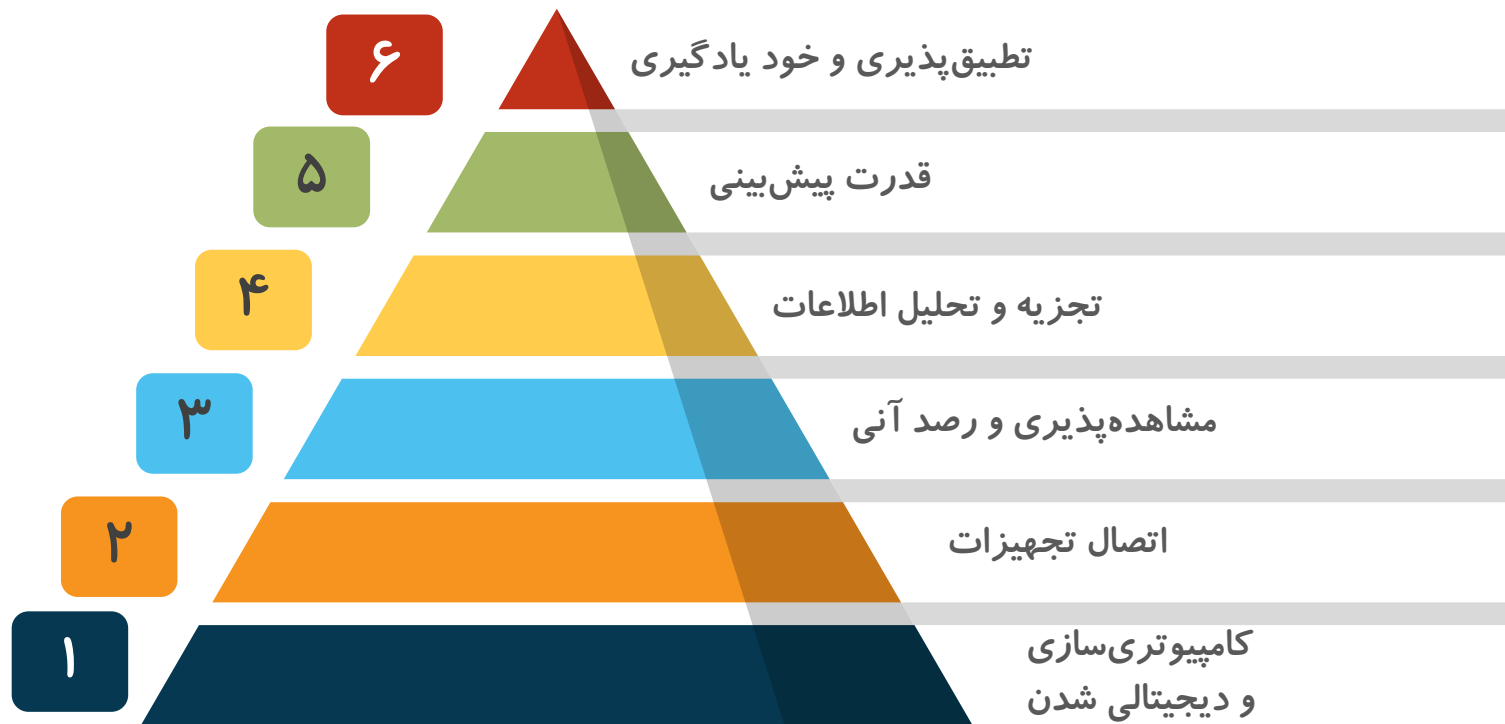 ۶
تطبیق‌پذیری و خود یادگیری
۵
قدرت پیش‌بینی
۴
تجزیه و تحلیل اطلاعات
۳
مشاهده‌پذیری و رصد آنی
۲
اتصال تجهیزات
۱
کامپیوتری‌سازی
و دیجیتالی شدن